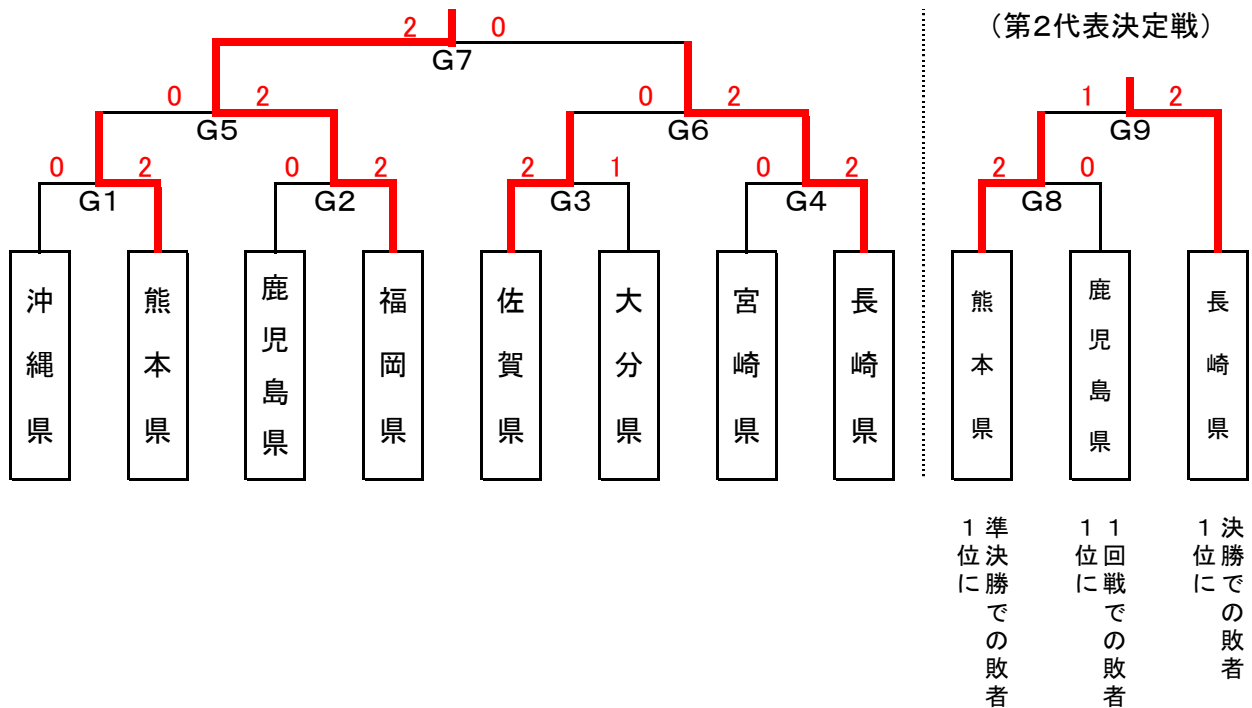 2 0
G7
0 2
G5
0 2
G6
0 2
G1
0 2
G2
2 1
G3
0 2
G4
沖縄県
熊本県
鹿児島県
福岡県
佐賀県
大分県
宮崎県
長崎県
(第2代表決定戦)
1 2
G9
2 0
G8
熊本県
鹿児島県
長崎県
準決勝での敗者
1位に
1回戦での敗者
1位に
決勝での敗者
1位に